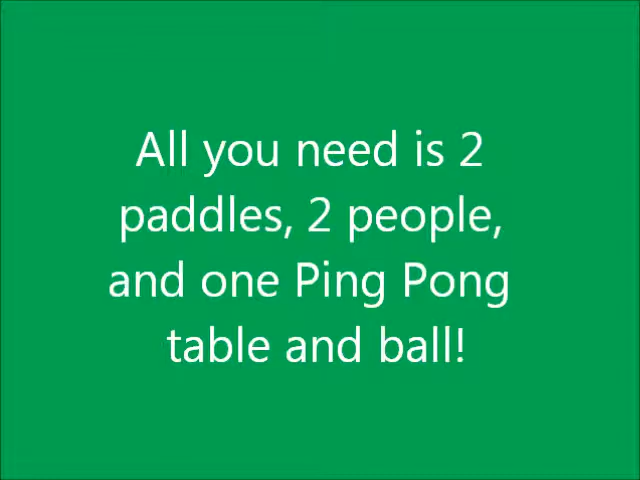 All you need is 2
paddles, 2 people,
and one Ping Pong
table and ball!